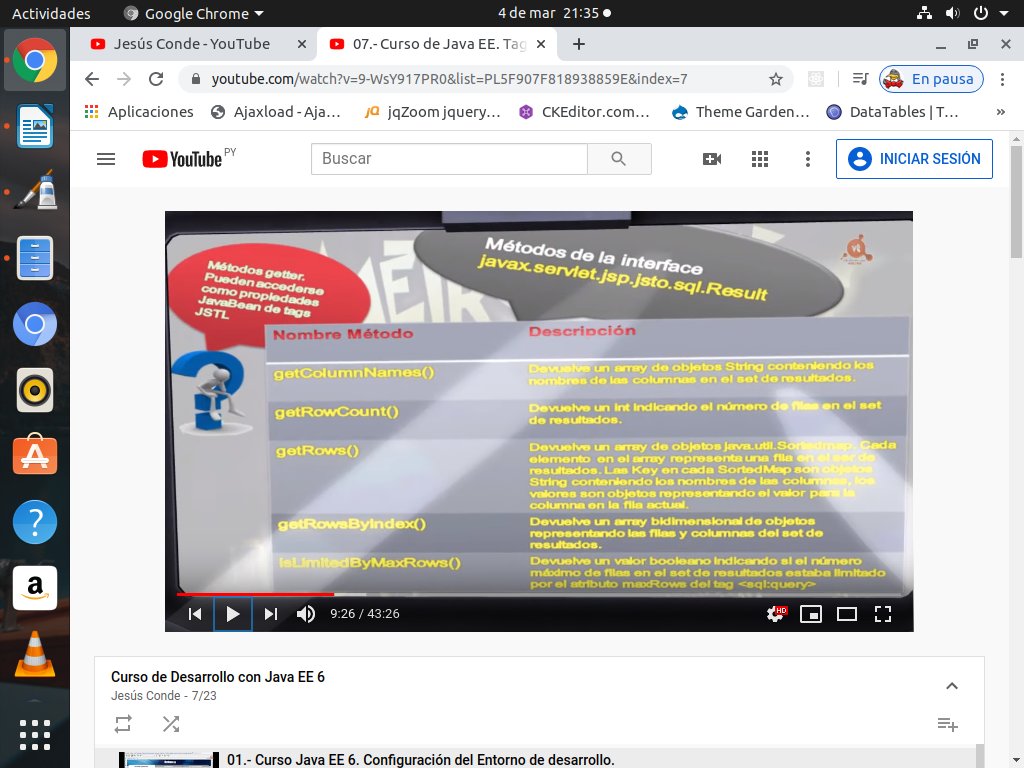 Actividades
Google Chrome
4 de mar 21:35
Jesús Conde - YouTube
07.- Curso de Java EE. Tag
youtube.com/watch?v=9-WsY917PR0&list=PL5F907F818938859E&index=7
En pausa
Aplicaciones
Ajaxload - Aja...
jqZoom jquery...
CKEditor.com...
Theme Garden...
DataTables | T...
»
YouTube PY
Buscar
INICIAR SESIÓN
Métodos getter.
Pueden accederse
como propiedades
JavaBean de tags
JSTL
Métodos de la interface
javax.servlet.jsp.jsto.sql.Result
vt
Nombre Método
Descripción
getColumnNames()
Devuelve un array de objetos String conteniendo los
nombres de las columnas en el set de resultados.
getRowCount()
Devuelve un int indicando el número de filas en el set
de resultados.
getRows()
Devuelve un array de objetos java.util.Sortedmap. Cada
elemento en el array representa una fila en el ser de
resultados. Las Key en cada SortedMap son objetos
String conteniendo los nombres de las columnas, los
valores son objetos representando el valor para la
columna en la fila actual.
getRowsByIndex()
Devuelve un array bidimensional de objetos
representando las filas y columnas del set de
resultados.
isLimitedByMaxRows()
Devuelve un valor booleano indicando si el número
máximo de filas en el set de resultados estaba limitado
por el atributo maxRows del tag <sql:query>
9:26 / 43:26
HD
Curso de Desarrollo con Java EE 6
Jesús Conde - 7/23
01.- Curso Java EE 6. Configuración del Entorno de desarrollo.